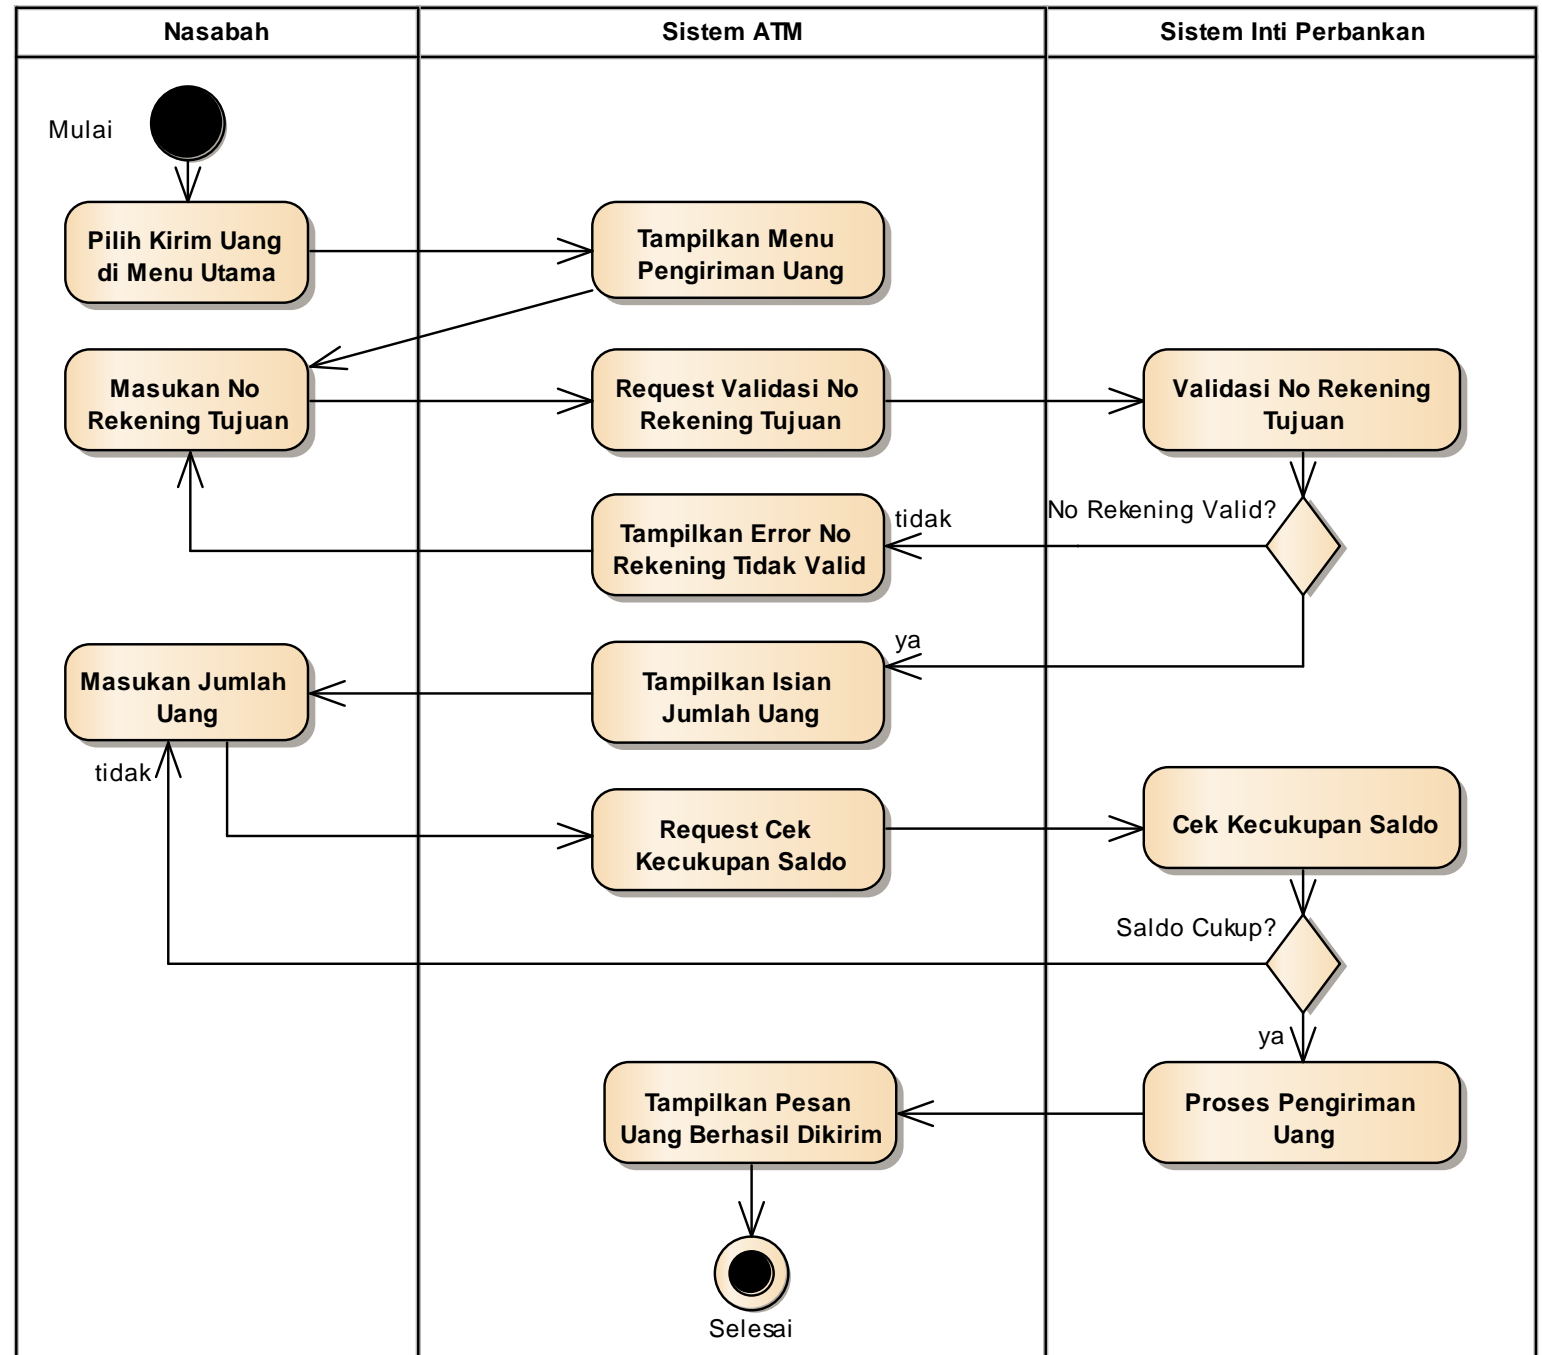 Nasabah
Sistem ATM
Sistem Inti Perbankan
Mulai
Pilih Kirim Uang
di Menu Utama
Tampilkan Menu
Pengiriman Uang
Masukan No
Rekening Tujuan
Request Validasi No
Rekening Tujuan
Validasi No Rekening
Tujuan
No Rekening Valid?
tidak
Tampilkan Error No
Rekening Tidak Valid
ya
Tampilkan Isian
Jumlah Uang
Masukan Jumlah
Uang
tidak
Request Cek
Kecukupan Saldo
Cek Kecukupan Saldo
Saldo Cukup?
ya
Proses Pengiriman
Uang
Tampilkan Pesan
Uang Berhasil Dikirim
Selesai